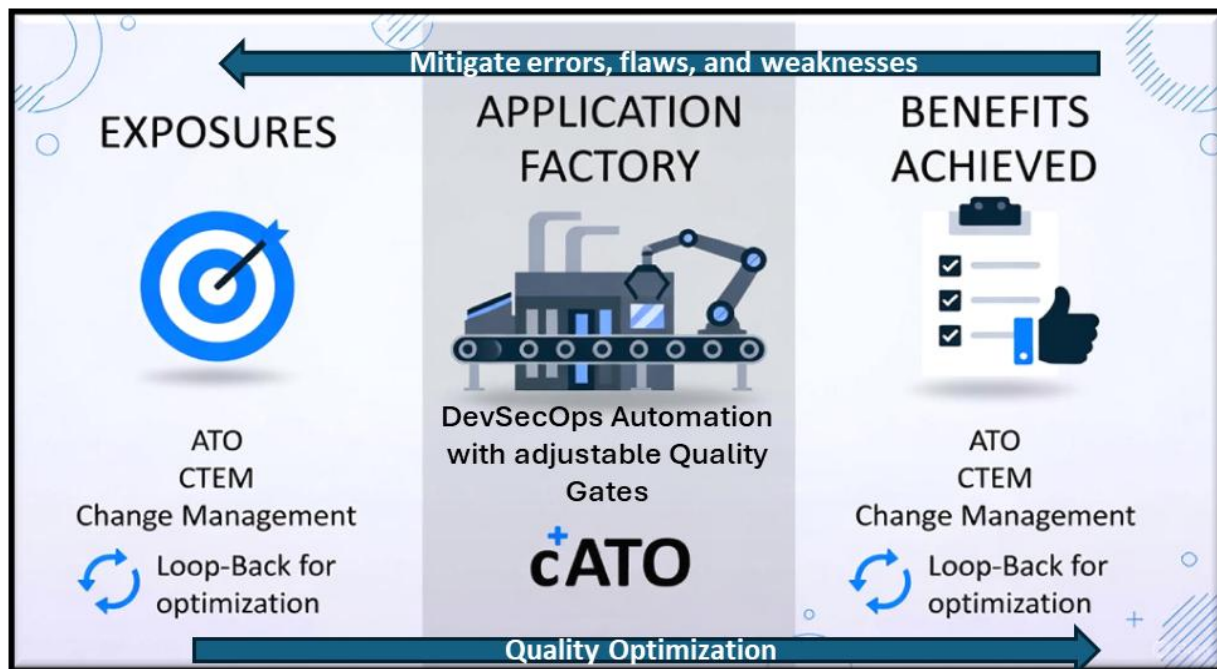 Mitigate errors, flaws, and weaknesses
EXPOSURES
ATO
CTEM
Change Management
Loop-Back for
optimization
APPLICATION
FACTORY
DevSecOps Automation
with adjustable Quality
Gates
c+ATO
BENEFITS
ACHIEVED
ATO
CTEM
Change Management
Loop-Back for
optimization
Quality Optimization